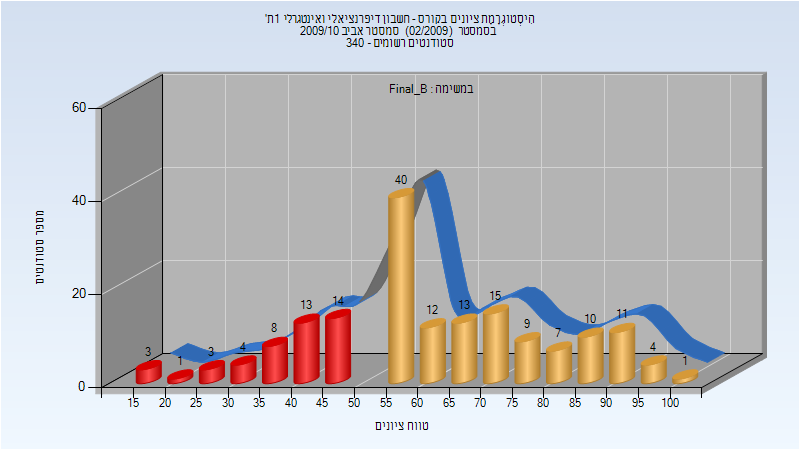 היסטוגרמת ציונים בקורס - חשבון דיפרנציאלי ואינטגרלי 1ת'
בסמסטר (02/2009) סמסטר אביב 2009/10
סטודנטים רשומים - 340
במשימה : Final_B
מספר סטודנטים
60
40
20
0
3 1 3 4 8 13 14 40 12 13 15 9 7 10 11 4 1
15 20 25 30 35 40 45 50 55 60 65 70 75 80 85 90 95 100
טווח ציונים